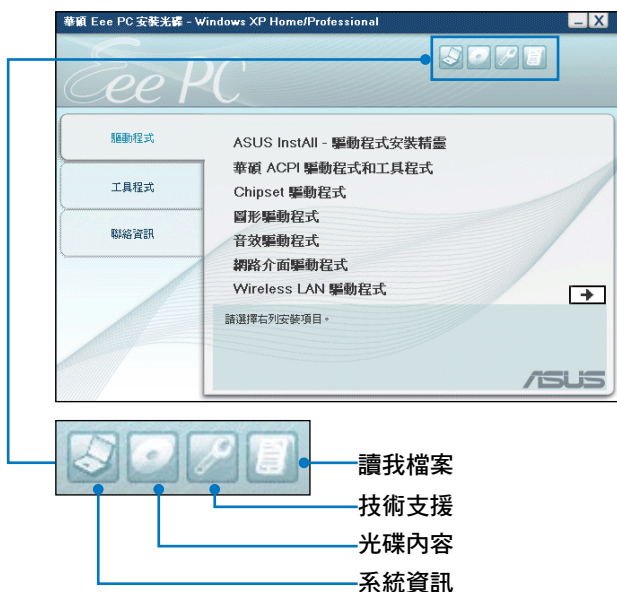 華碩 Eee PC 安裝光碟 - Windows XP Home/Professional
Eee PC
驅動程式
工具程式
聯絡資訊
ASUS InstAll - 驅動程式安裝精靈
華碩 ACPI 驅動程式和工具程式
Chipset 驅動程式
圖形驅動程式
音效驅動程式
網路介面驅動程式
Wireless LAN 驅動程式
請選擇右列安裝項目。
ASUS
讀我檔案
技術支援
光碟內容
系統資訊